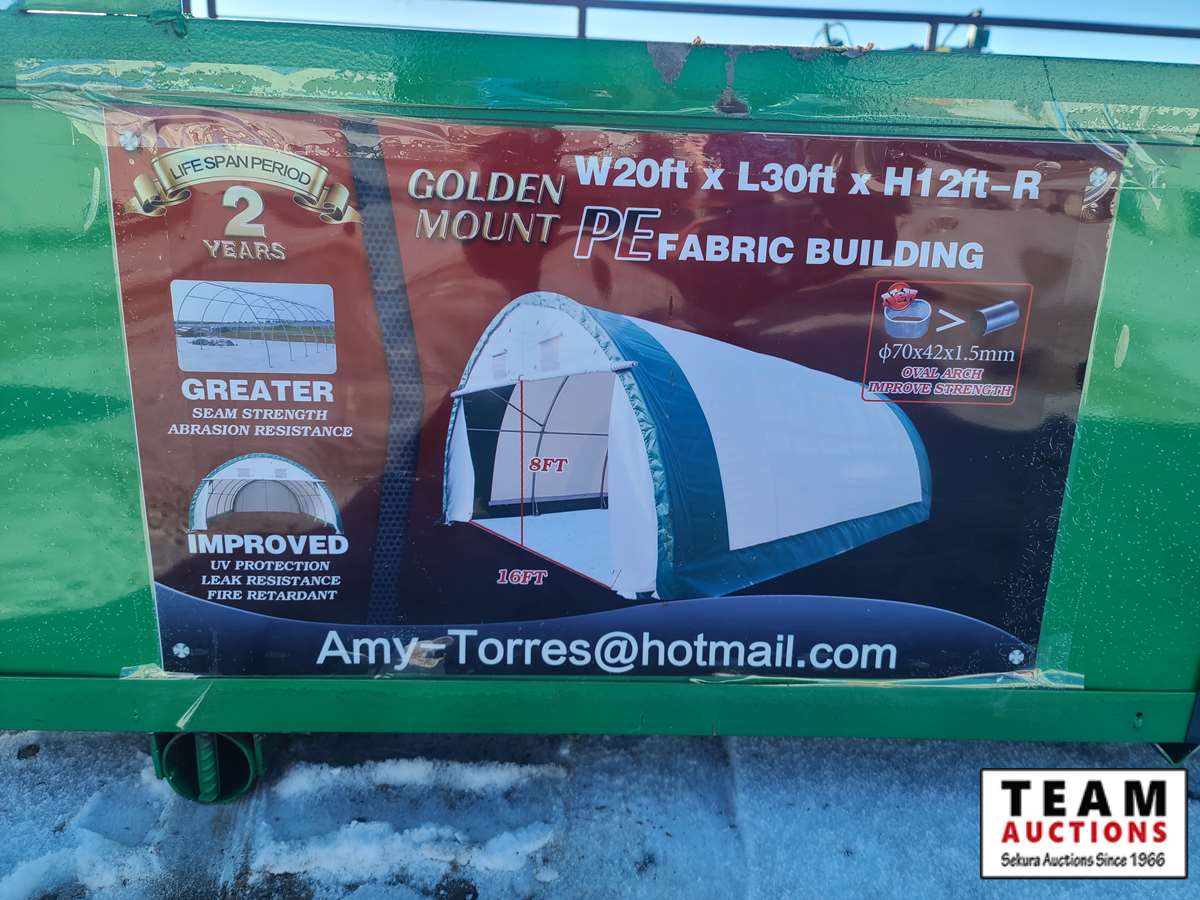 LIFE SPAN PERIOD
2
YEARS
GOLDEN
MOUNT
W20ft x L30ft x H12ft-R
PE FABRIC BUILDING
GREATER
SEAM STRENGTH
ABRASION RESISTANCE
IMPROVED
UV PROTECTION
LEAK RESISTANCE
FIRE RETARDANT
NEW
>
ϕ70x42x1.5mm
OVAL ARCH
IMPROVE STRENGTH
8FT
16FT
Amy-Torres@hotmail.com
TEAM
AUCTIONS
Sekura Auctions Since 1966